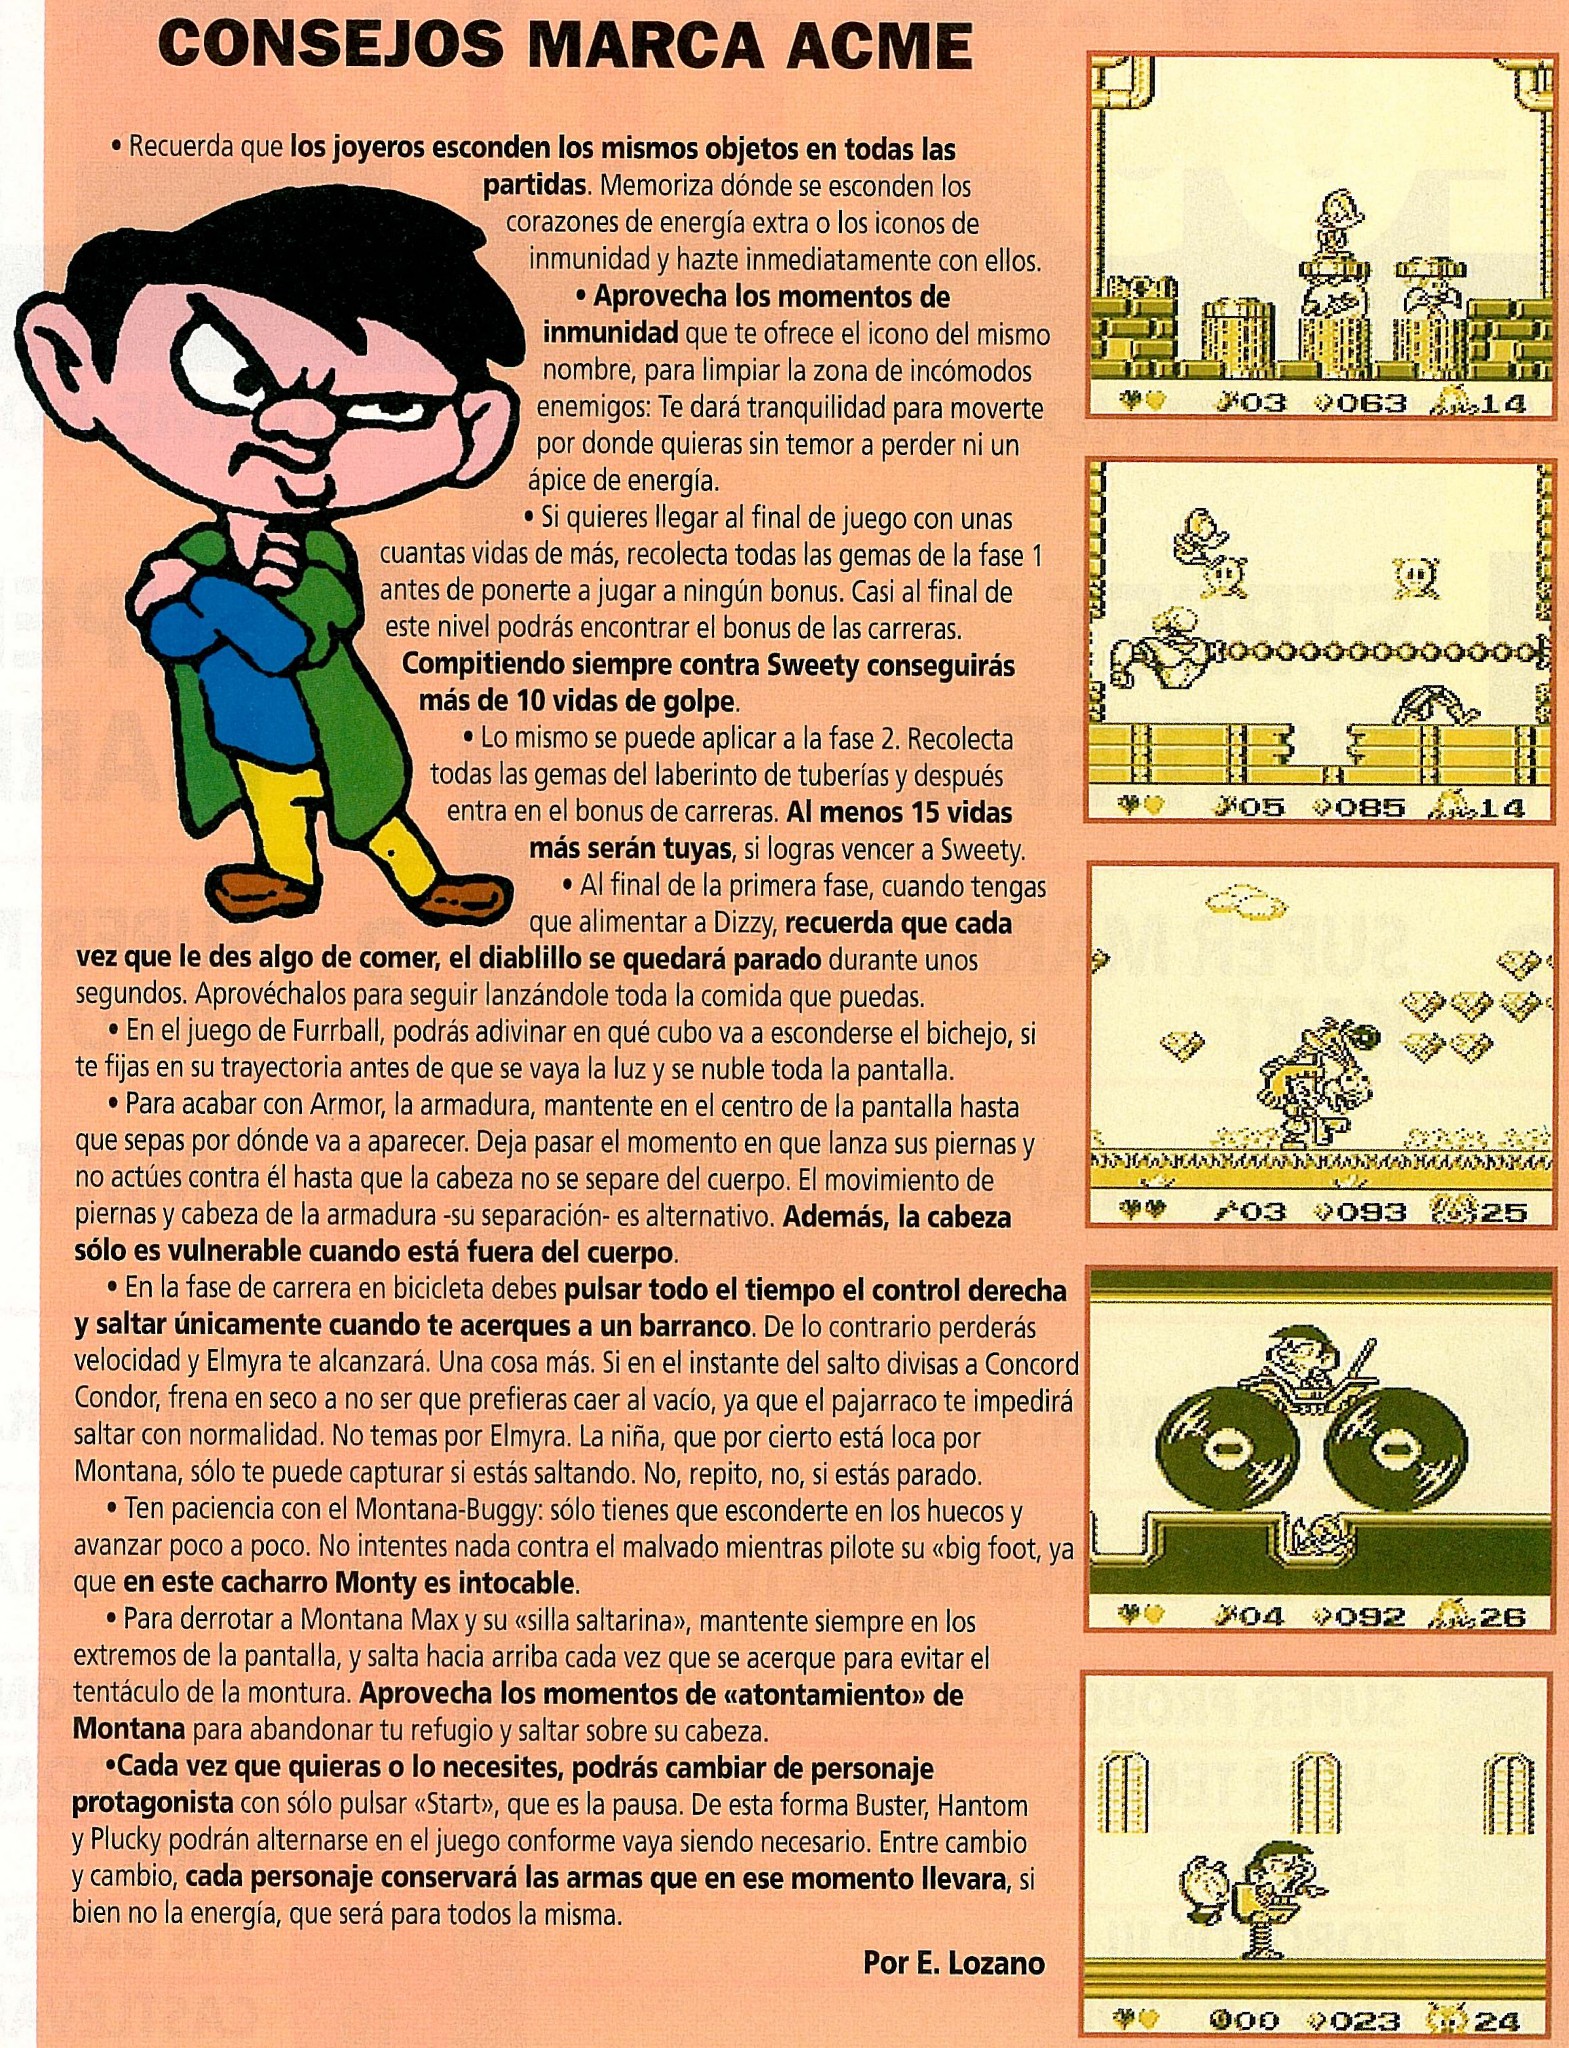 CONSEJOS MARCA ACME
• Recuerda que los joyeros esconden los mismos objetos en todas las
partidas. Memoriza dónde se esconden los
corazones de energía extra o los iconos de
inmunidad y hazte inmediatamente con ellos.
• Aprovecha los momentos de
inmunidad que te ofrece el icono del mismo
nombre, para limpiar la zona de incómodos
enemigos: Te dará tranquilidad para moverte
por donde quieras sin temor a perder ni un
ápice de energía.
• Si quieres llegar al final de juego con unas
cuantas vidas de más, recolecta todas las gemas de la fase 1
antes de ponerte a jugar a ningún bonus. Casi al final de
este nivel podrás encontrar el bonus de las carreras.
Compitiendo siempre contra Sweety conseguirás
más de 10 vidas de golpe.
• Lo mismo se puede aplicar a la fase 2. Recolecta
todas las gemas del laberinto de tuberías y después
entra en el bonus de carreras. Al menos 15 vidas
más serán tuyas, si logras vencer a Sweety.
• Al final de la primera fase, cuando tengas
que alimentar a Dizzy, recuerda que cada
vez que le des algo de comer, el diablillo se quedará parado durante unos
segundos. Aprovéchalos para seguir lanzándole toda la comida que puedas.
• En el juego de Furrball, podrás adivinar en qué cubo va a esconderse el bichejo, si
te fijas en su trayectoria antes de que se vaya la luz y se nuble toda la pantalla.
• Para acabar con Armor, la armadura, mantente en el centro de la pantalla hasta
que sepas por dónde va a aparecer. Deja pasar el momento en que lanza sus piernas y
no actúes contra él hasta que la cabeza no se separe del cuerpo. El movimiento de
piernas y cabeza de la armadura -su separación- es alternativo. Además, la cabeza
sólo es vulnerable cuando está fuera del cuerpo.
• En la fase de carrera en bicicleta debes pulsar todo el tiempo el control derecha
y saltar únicamente cuando te acerques a un barranco. De lo contrario perderás
velocidad y Elmyra te alcanzará. Una cosa más. Si en el instante del salto divisas a Concord
Condor, frena en seco a no ser que prefieras caer al vacío, ya que el pajarraco te impedirá
saltar con normalidad. No temas por Elmyra. La niña, que por cierto está loca por
Montana, sólo te puede capturar si estás saltando. No, repito, no, si estás parado.
• Ten paciencia con el Montana-Buggy: sólo tienes que esconderte en los huecos y
avanzar poco a poco. No intentes nada contra el malvado mientras pilote su «big foot, ya
que en este cacharro Monty es intocable.
• Para derrotar a Montana Max y su «silla saltarina», mantente siempre en los
extremos de la pantalla, y salta hacia arriba cada vez que se acerque para evitar el
tentáculo de la montura. Aprovecha los momentos de «atontamiento» de
Montana para abandonar tu refugio y saltar sobre su cabeza.
•Cada vez que quieras o lo necesites, podrás cambiar de personaje
protagonista con sólo pulsar «Start», que es la pausa. De esta forma Buster, Hantom
y Plucky podrán alternarse en el juego conforme vaya siendo necesario. Entre cambio
y cambio, cada personaje conservará las armas que en ese momento llevara, si
bien no la energía, que será para todos la misma.
Por E. Lozano
03 063 14
05 085 14
03 093 25
04 092 26
00 023 24